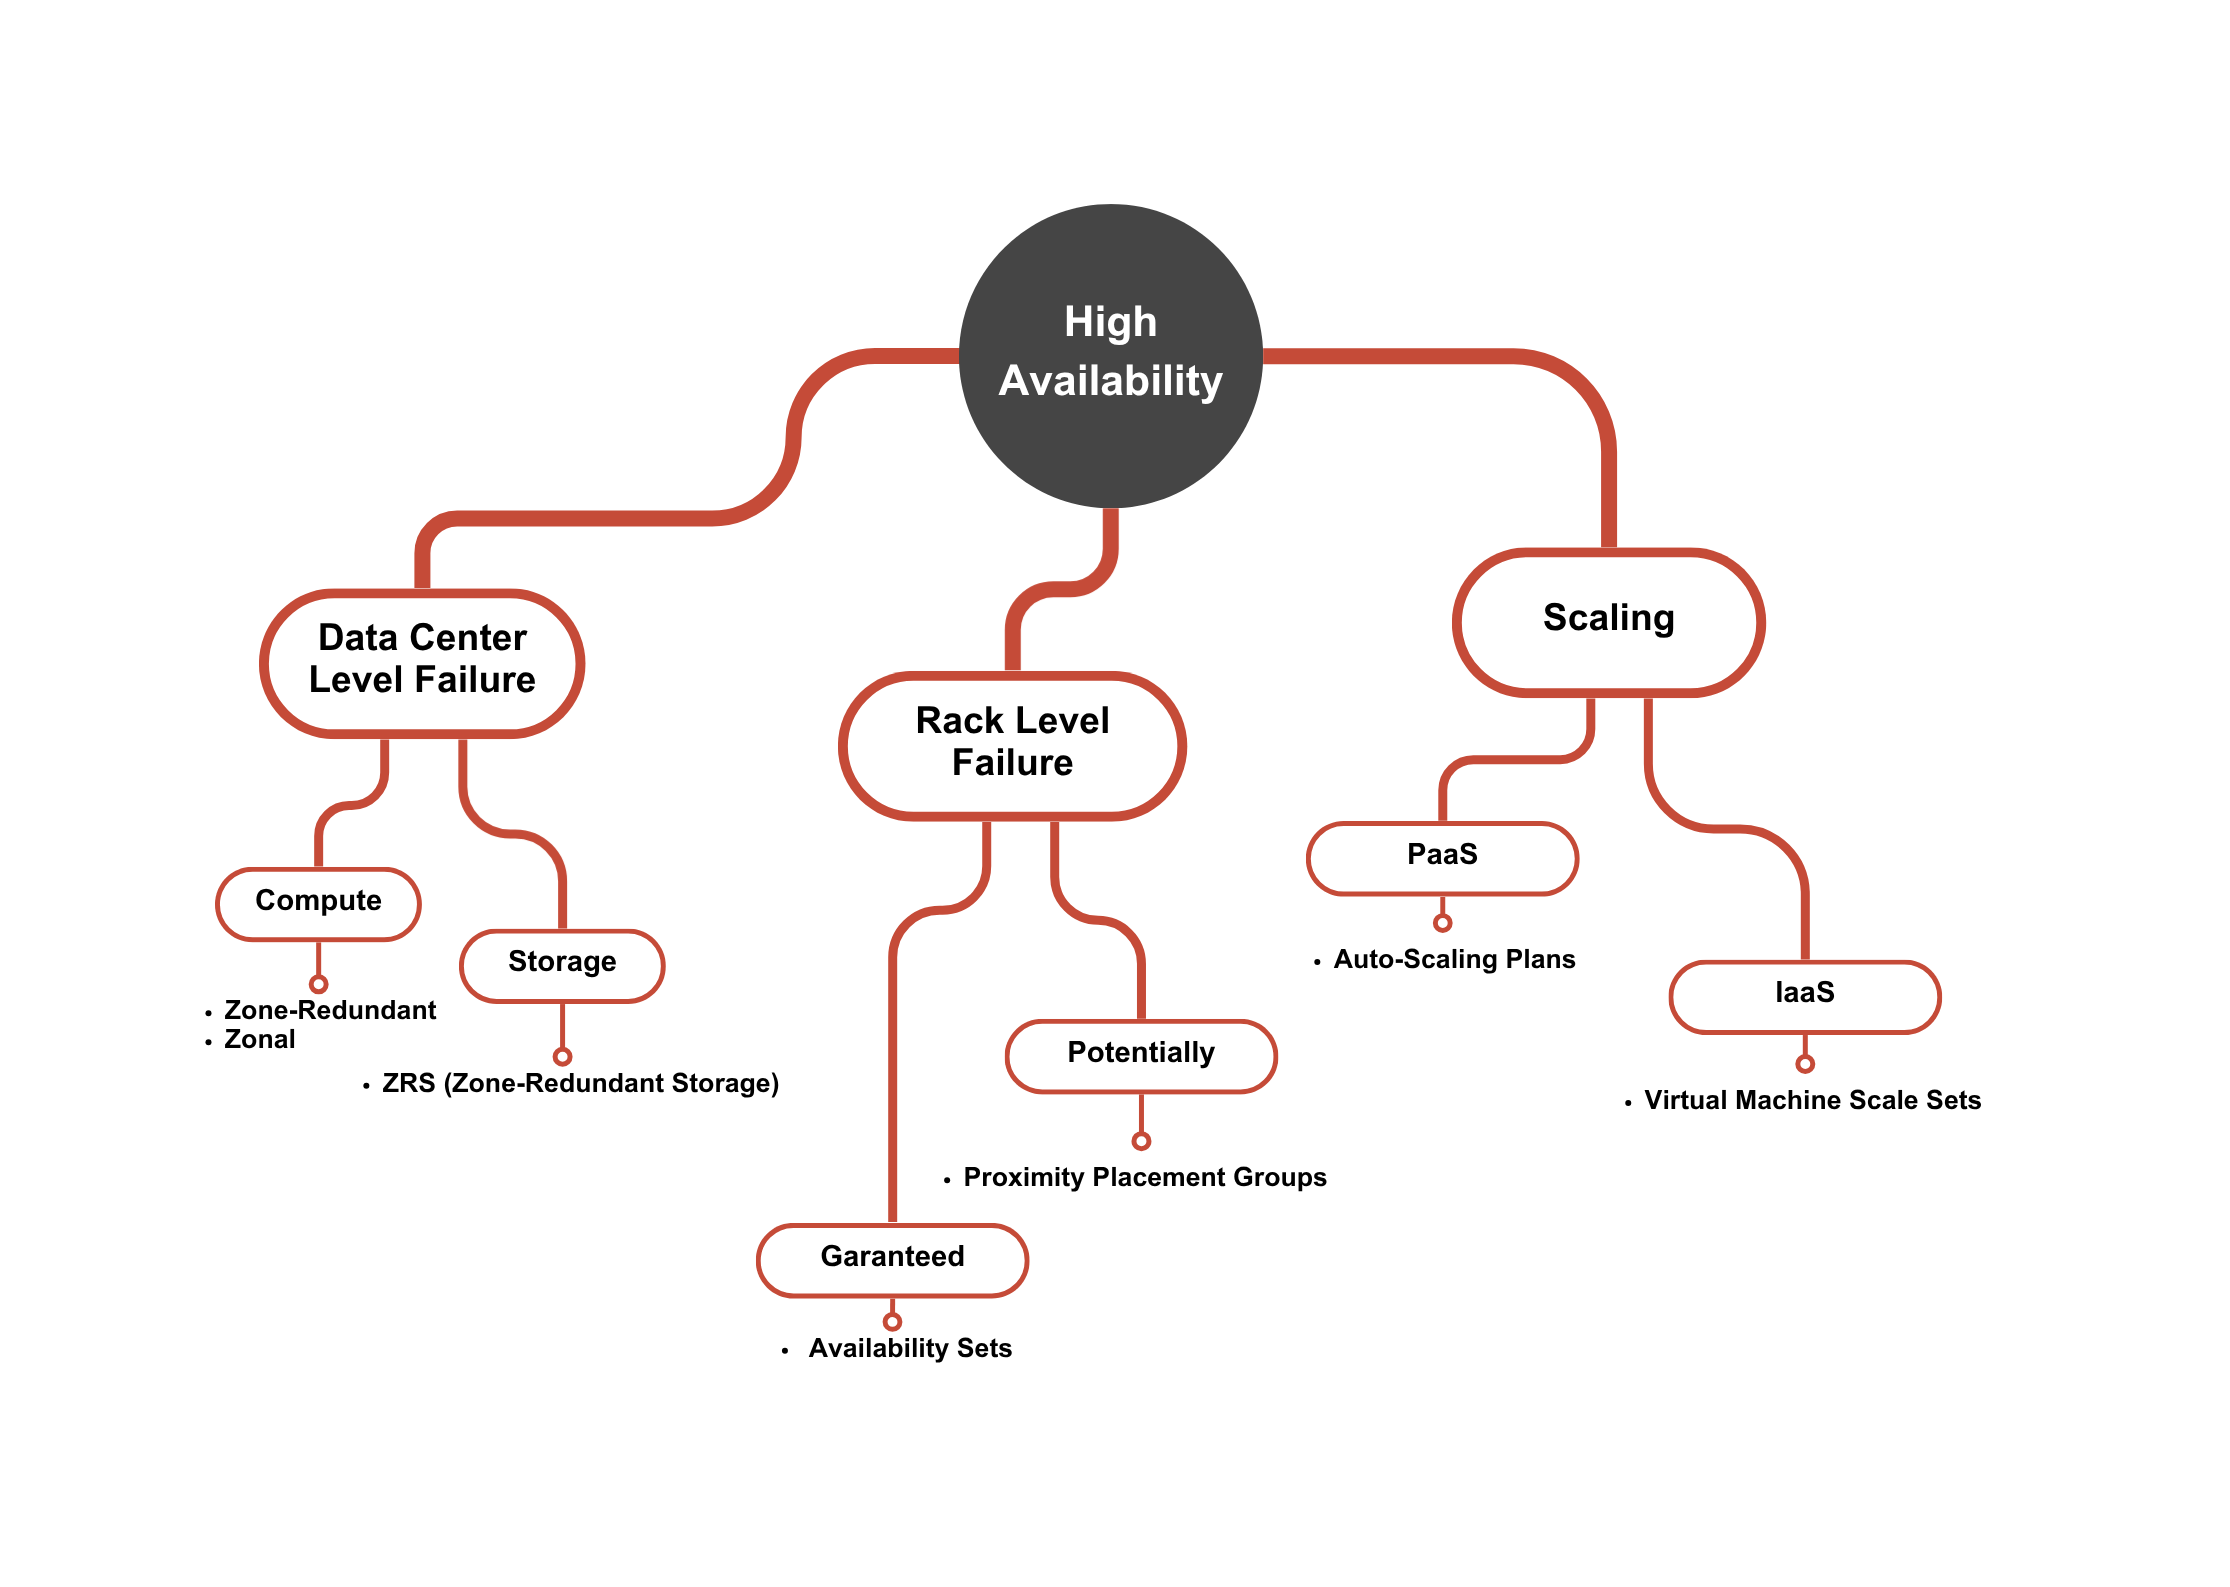 High
Availability
Data Center
Level Failure
Compute
• Zone-Redundant
• Zonal
Storage
• ZRS (Zone-Redundant Storage)
Rack Level
Failure
Garanteed
• Availability Sets
Potentially
• Proximity Placement Groups
Scaling
PaaS
• Auto-Scaling Plans
IaaS
• Virtual Machine Scale Sets